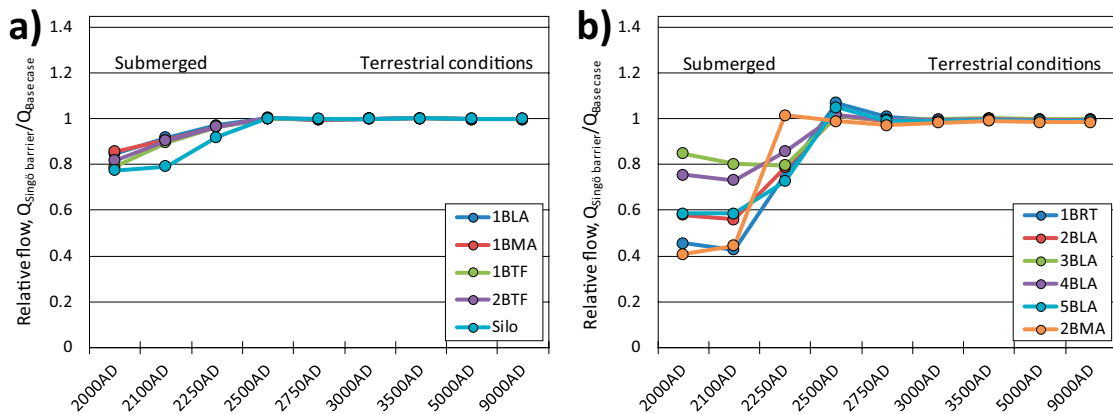 a)
Relative flow, QSingö barrier/QBase case
1.4
1.2
1
0.8
0.6
0.4
0.2
0
Submerged
Terrestrial conditions
1BLA
1BMA
1BTF
2BTF
Silo
2000AD
2100AD
2250AD
2500AD
2750AD
3000AD
3500AD
5000AD
9000AD
b)
Relative flow, QSingö barrier/QBase case
1.4
1.2
1
0.8
0.6
0.4
0.2
0
Submerged
Terrestrial conditions
1BRT
2BLA
3BLA
4BLA
5BLA
2BMA
2000AD
2100AD
2250AD
2500AD
2750AD
3000AD
3500AD
5000AD
9000AD